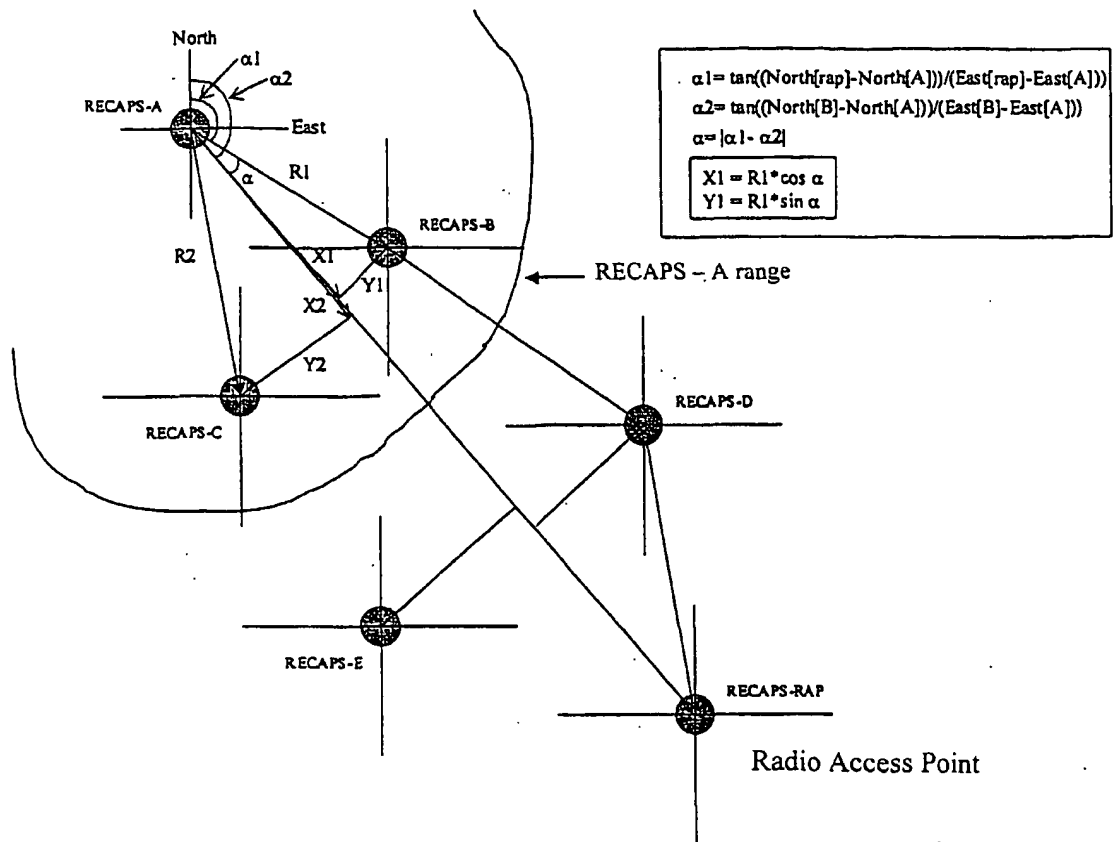 North
α1
α2
RECAPS-A
East
α
R1
RECAPS-B
R2
X1
Y1
X2
Y2
RECAPS-C
α1= tan((North[rap]-North[A]))/(East[rap]-East[A]))
α2= tan((North[B]-North[A]))/(East[B]-East[A]))
α= |α1- α2|
X1 = R1*cos α
Y1 = R1*sin α
RECAPS – A range
RECAPS-D
RECAPS-E
RECAPS-RAP
Radio Access Point